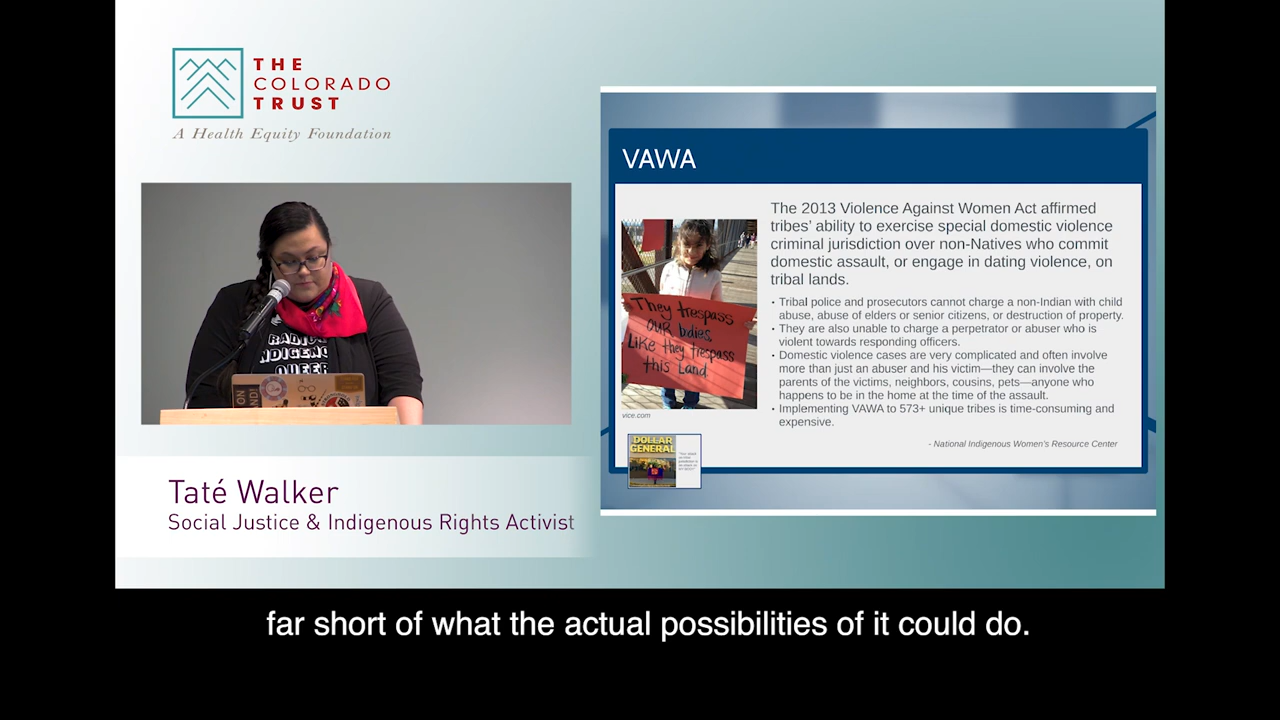 THE
COLORADO
TRUST
A Health Equity Foundation
RADICAL
INDIGENOUS
QUEER
Taté Walker
Social Justice & Indigenous Rights Activist
VAWA
The 2013 Violence Against Women Act affirmed
tribes' ability to exercise special domestic violence
criminal jurisdiction over non-Natives who commit
domestic assault, or engage in dating violence, on
tribal lands.
• Tribal police and prosecutors cannot charge a non-Indian with child
abuse, abuse of elders or senior citizens, or destruction of property.
• They are also unable to charge a perpetrator or abuser who is
violent towards responding officers.
• Domestic violence cases are very complicated and often involve
more than just an abuser and his victim—they can involve the
parents of the victims, neighbors, cousins, pets—anyone who
happens to be in the home at the time of the assault.
• Implementing VAWA to 573+ unique tribes is time-consuming and
expensive.
- National Indigenous Women's Resource Center
They trespass
OUR bodies,
Like they trespass
this Land
vice.com
DOLLAR
GENERAL
far short of what the actual possibilities of it could do.